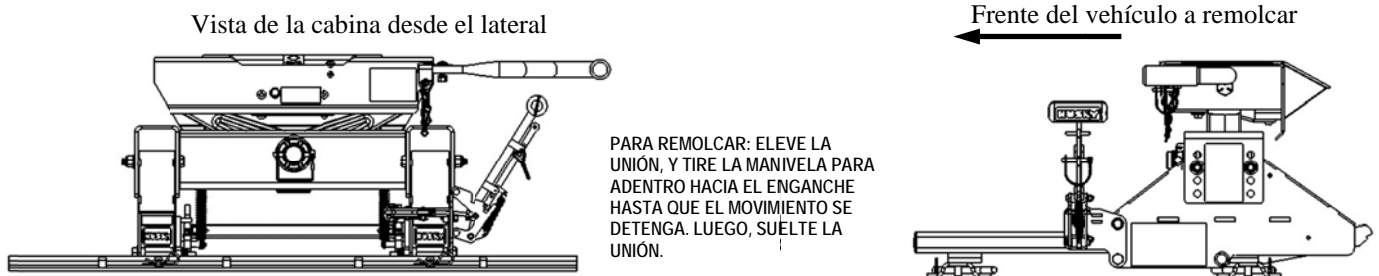 Vista de la cabina desde el lateral
Frente del vehículo a remolcar
PARA REMOLCAR: ELEVE LA
UNIÓN, Y TIRE LA MANIVELA PARA
ADENTRO HACIA EL ENGANCHE
HASTA QUE EL MOVIMIENTO SE
DETENGA. LUEGO, SUELTE LA
UNIÓN.